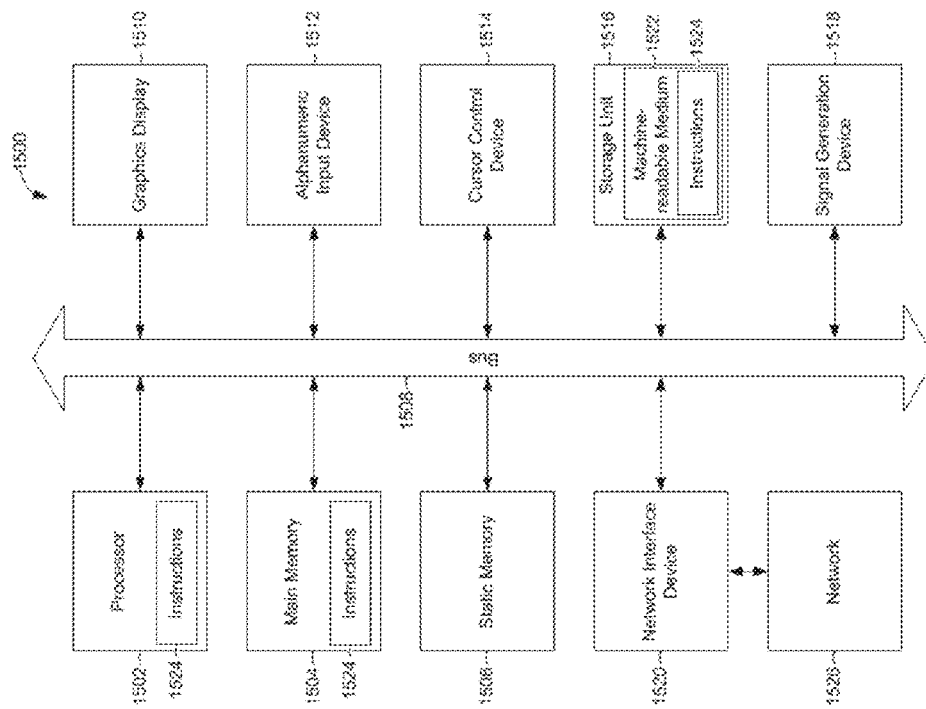 1500
Processor
Instructions
1502
1524
Main Memory
Instructions
1504
1524
Static Memory
1506
Network Interface
Device
1520
Network
1526
Bus
1508
Graphics Display
1510
Alphanumeric
Input Device
1512
Cursor Control
Device
1514
Storage Unit
Machine-
readable Medium
Instructions
1516
1522
1524
Signal Generation
Device
1518